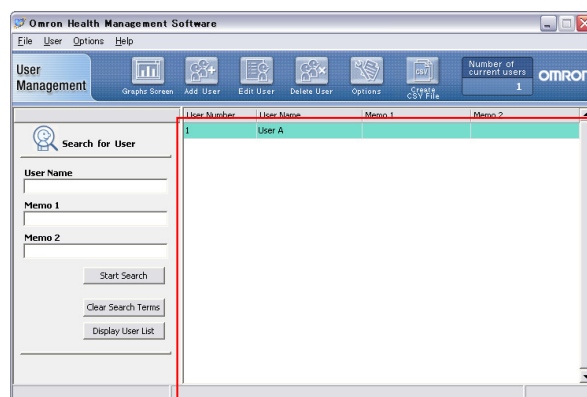 Omron Health Management Software
File User Options Help
User Management
Graphs Screen
Add User
Edit User
Delete User
Options
Create CSV File
CSV
Number of current users
1
OMRON
User Number User Name Memo 1 Memo 2
1 User A
Search for User
User Name
Memo 1
Memo 2
Start Search
Clear Search Terms
Display User List